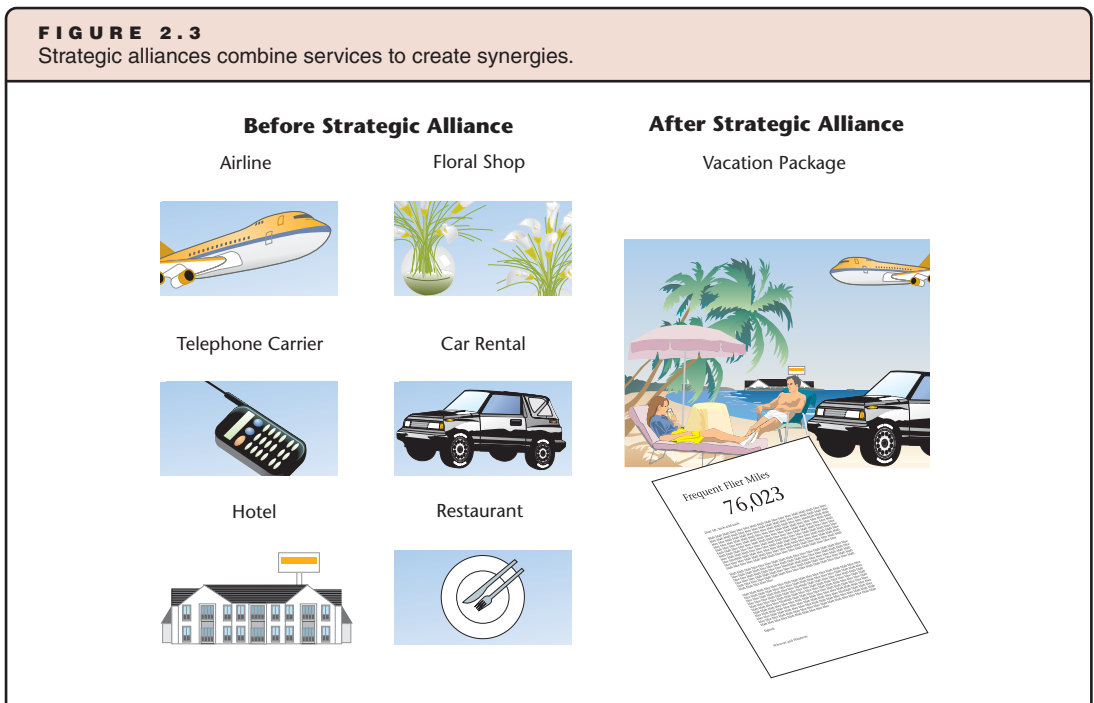 FIGURE 2.3
Strategic alliances combine services to create synergies.
Before Strategic Alliance
After Strategic Alliance
Airline
Floral Shop
Vacation Package
Telephone Carrier
Car Rental
Hotel
Restaurant
Frequent Flier Miles
76,023